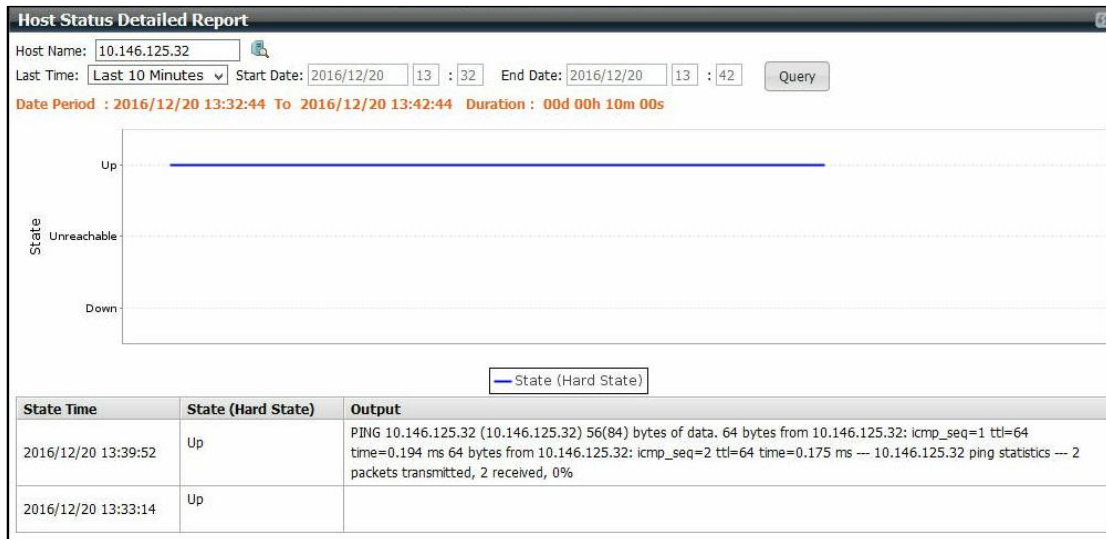 Host Status Detailed Report
Host Name: 10.146.125.32
Last Time: Last 10 Minutes Start Date: 2016/12/20 13 : 32 End Date: 2016/12/20 13 : 42 Query
Date Period : 2016/12/20 13:32:44 To 2016/12/20 13:42:44 Duration : 00d 00h 10m 00s
Up
State
Unreachable
Down
State (Hard State)
State Time State (Hard State) Output
2016/12/20 13:39:52 Up PING 10.146.125.32 (10.146.125.32) 56(84) bytes of data. 64 bytes from 10.146.125.32: icmp_seq=1 ttl=64
time=0.194 ms 64 bytes from 10.146.125.32: icmp_seq=2 ttl=64 time=0.175 ms --- 10.146.125.32 ping statistics --- 2
packets transmitted, 2 received, 0%
2016/12/20 13:33:14 Up